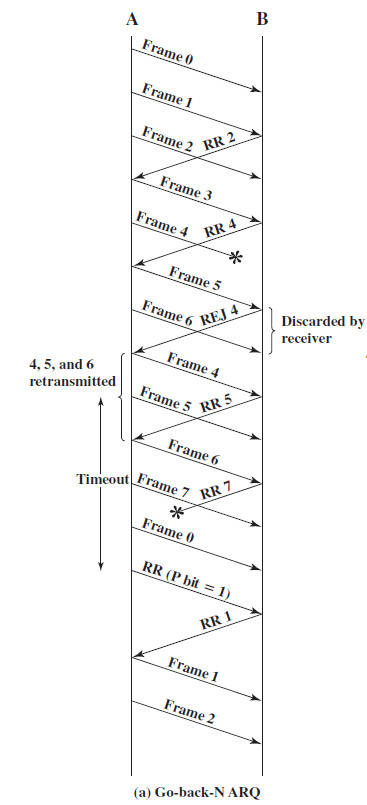 A B
Frame 0
Frame 1
Frame 2 RR 2
Frame 3
Frame 4 RR 4
*
Frame 5
Frame 6 REJ 4
Discarded by
receiver
4, 5, and 6
retransmitted
Frame 4
Frame 5 RR 5
Frame 6
Timeout
Frame 7 RR 7
*
Frame 0
RR (P bit = 1)
RR 1
Frame 1
Frame 2
(a) Go-back-N ARQ